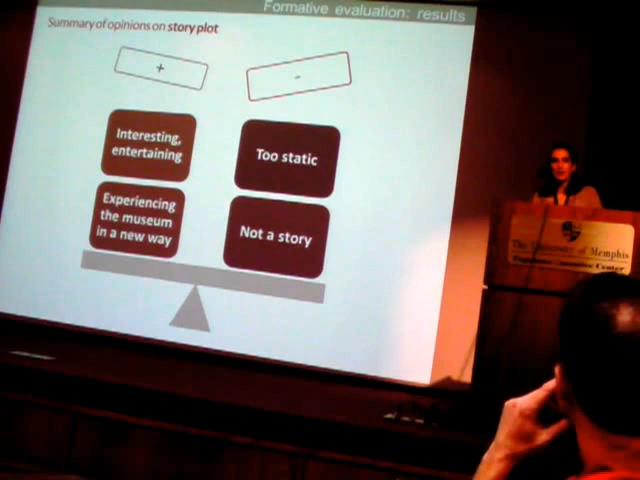 Formative evaluation: results
Summary of opinions on story plot
+
-
Interesting,
entertaining
Too static
Experiencing
the museum
in a new way
Not a story
The University of Memphis
Center